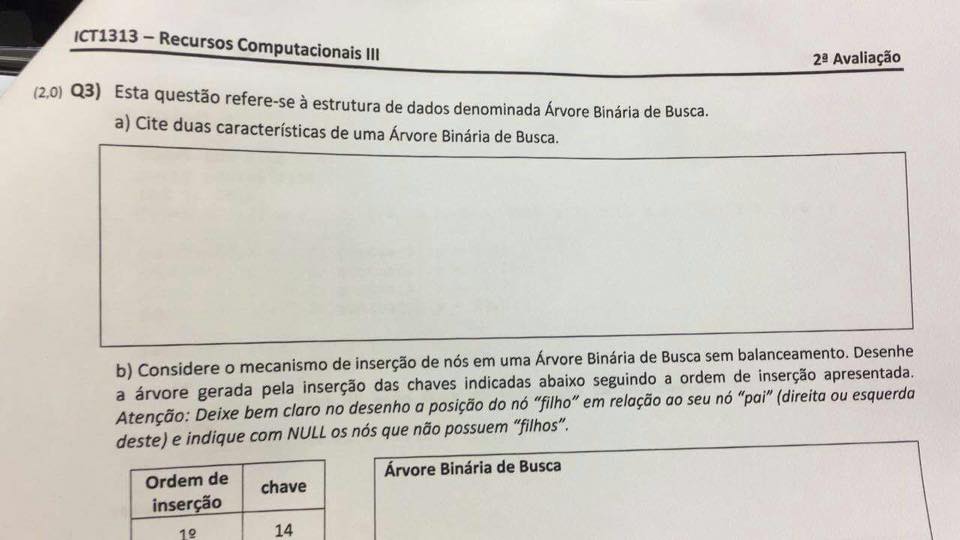 ICT1313 – Recursos Computacionais III
2ª Avaliação
(2,0) Q3) Esta questão refere-se à estrutura de dados denominada Árvore Binária de Busca.
a) Cite duas características de uma Árvore Binária de Busca.
b) Considere o mecanismo de inserção de nós em uma Árvore Binária de Busca sem balanceamento. Desenhe
a árvore gerada pela inserção das chaves indicadas abaixo seguindo a ordem de inserção apresentada.
Atenção: Deixe bem claro no desenho a posição do nó “filho” em relação ao seu nó “pai” (direita ou esquerda
deste) e indique com NULL os nós que não possuem “filhos”.
Ordem de
inserção
chave
Árvore Binária de Busca
1º
14